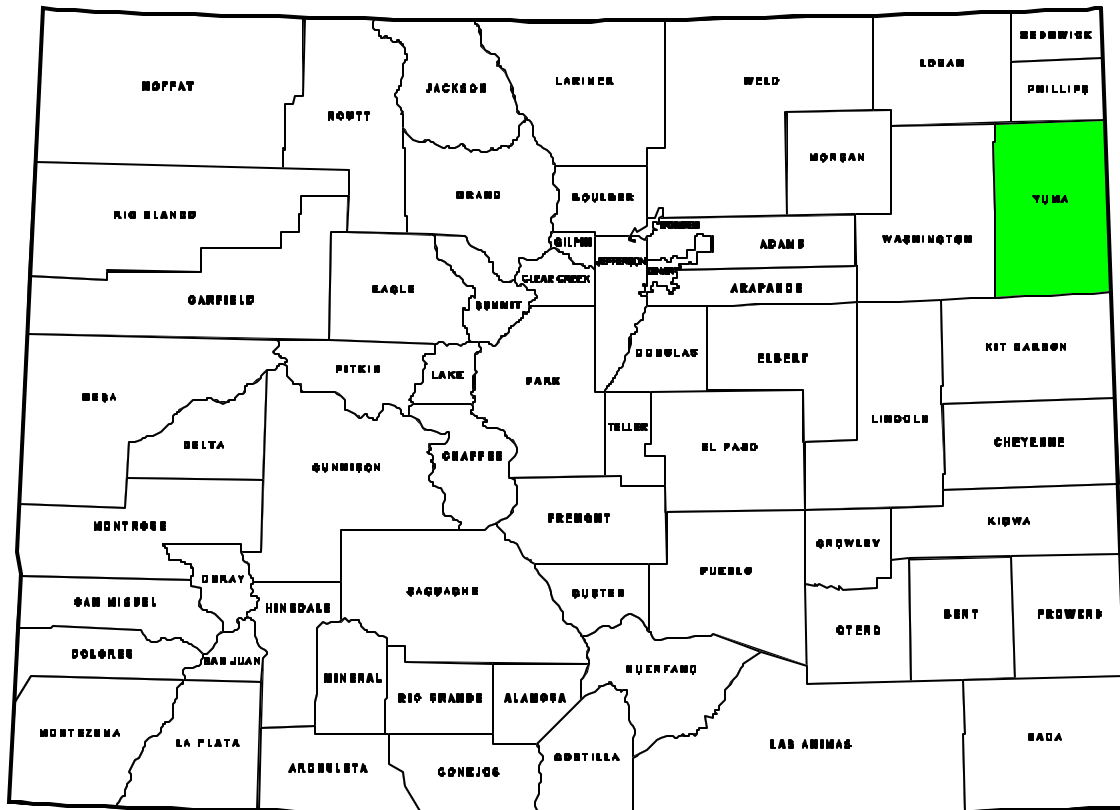 SEDGWICK
LOGAN
LARIMER
WELD
MOFFAT
JACKSON
PHILLIPS
ROUTT
MORGAN
GRAND
BOULDER
YUMA
RIO BLANCO
GILPIN
ADAMS
WASHINGTON
JEFFERSON
CLEAR CREEK
ARAPAHOE
EAGLE
GARFIELD
SUMMIT
KIT CARSON
DOUGLAS
ELBERT
PITKIN
LAKE
PARK
MESA
LINCOLN
TELLER
CHEYENNE
DELTA
EL PASO
CHAFFEE
GUNNISON
FREMONT
KIOWA
MONTROSE
CROWLEY
PUEBLO
OURAY
SAGUACHE
CUSTER
SAN MIGUEL
HINSDALE
BENT
PROWERS
OTERO
DOLORES
SAN JUAN
HUERFANO
MINERAL
RIO GRANDE
ALAMOSA
MONTEZUMA
LA PLATA
BACA
LAS ANIMAS
COSTILLA
ARCHULETA
CONEJOS